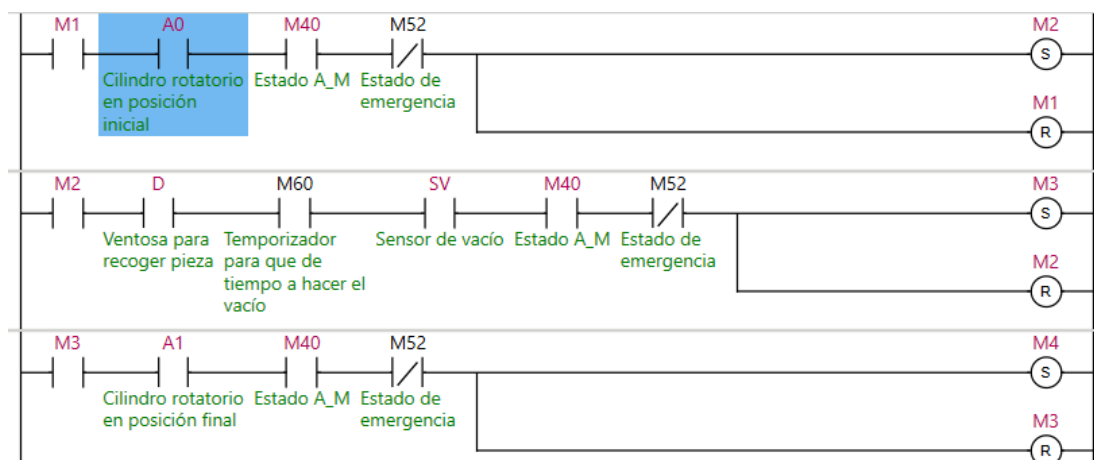 M1 A0 M40 M52 M2
S
Cilindro rotatorio Estado A_M Estado de
en posición emergencia
inicial
M1
R
M2 D M60 SV M40 M52 M3
S
Ventosa para Temporizador Sensor de vacío Estado A_M Estado de
recoger pieza para que de emergencia
tiempo a hacer el
vacío
M2
R
M3 A1 M40 M52 M4
S
Cilindro rotatorio Estado A_M Estado de
en posición final emergencia
M3
R